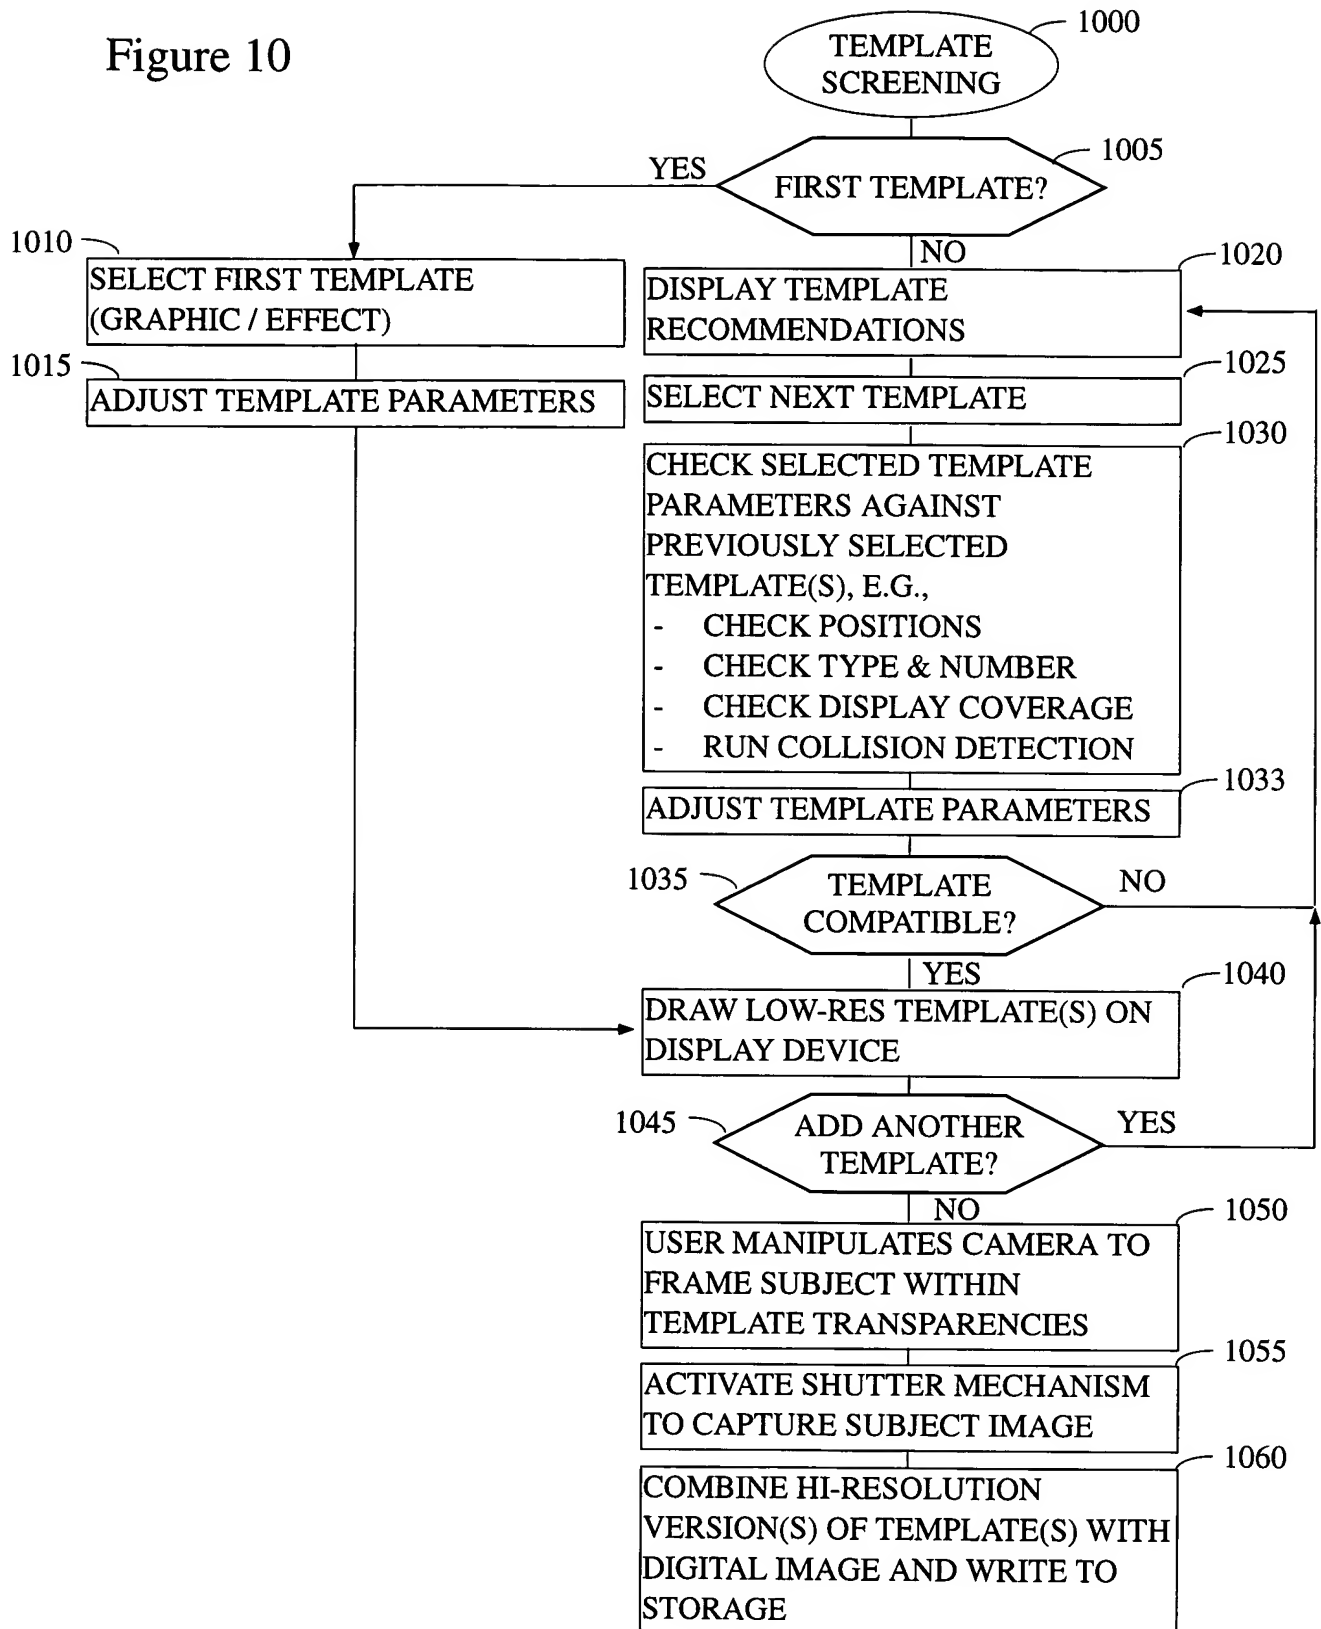 Figure 10
TEMPLATE
SCREENING
1000
FIRST TEMPLATE?
1005
YES
NO
1010
SELECT FIRST TEMPLATE
(GRAPHIC / EFFECT)
1015
ADJUST TEMPLATE PARAMETERS
1020
DISPLAY TEMPLATE
RECOMMENDATIONS
1025
SELECT NEXT TEMPLATE
1030
CHECK SELECTED TEMPLATE
PARAMETERS AGAINST
PREVIOUSLY SELECTED
TEMPLATE(S), E.G.,
- CHECK POSITIONS
- CHECK TYPE & NUMBER
- CHECK DISPLAY COVERAGE
- RUN COLLISION DETECTION
1033
ADJUST TEMPLATE PARAMETERS
1035
TEMPLATE
COMPATIBLE?
NO
YES
1040
DRAW LOW-RES TEMPLATE(S) ON
DISPLAY DEVICE
1045
ADD ANOTHER
TEMPLATE?
YES
NO
1050
USER MANIPULATES CAMERA TO
FRAME SUBJECT WITHIN
TEMPLATE TRANSPARENCIES
1055
ACTIVATE SHUTTER MECHANISM
TO CAPTURE SUBJECT IMAGE
1060
COMBINE HI-RESOLUTION
VERSION(S) OF TEMPLATE(S) WITH
DIGITAL IMAGE AND WRITE TO
STORAGE